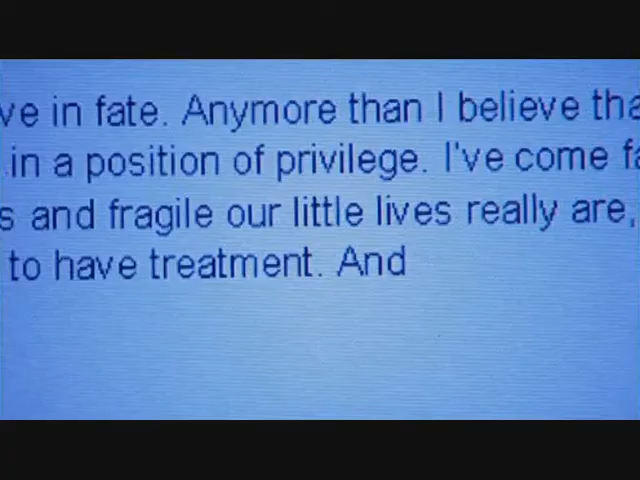 ve in fate. Anymore than I believe tha
in a position of privilege. I've come fa
s and fragile our little lives really are,
to have treatment. And